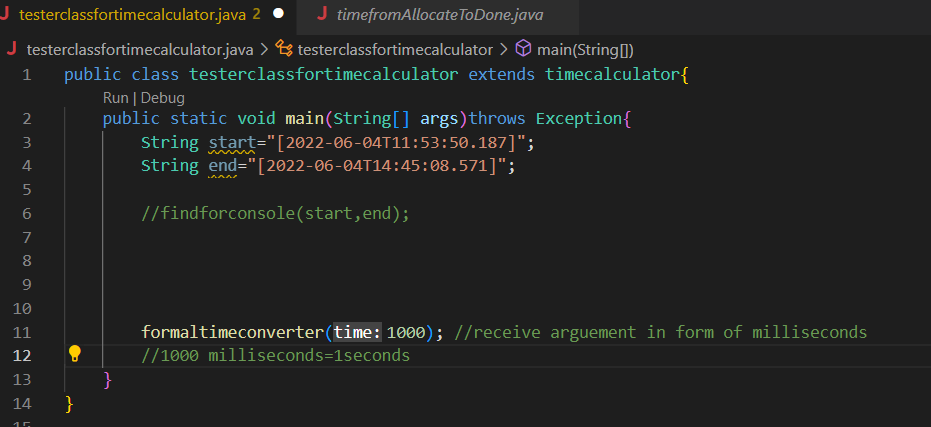 J testerclassfortimecalculator.java 2 J timefromAllocateToDone.java
J testerclassfortimecalculator.java > testerclassfortimecalculator > main(String[])
1 public class testerclassfortimecalculator extends timecalculator{
Run | Debug
2 public static void main(String[] args)throws Exception{
3 String start="[2022-06-04T11:53:50.187]";
4 String end="[2022-06-04T14:45:08.571]";
5
6 //findforconsole(start,end);
7
8
9
10
11 formaltimeconverter(time:1000); //receive arguement in form of milliseconds
12 //1000 milliseconds=1seconds
13 }
14 }
15